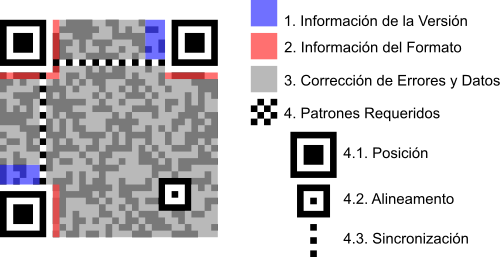 1. Información de la Versión
2. Información del Formato
3. Corrección de Errores y Datos
4. Patrones Requeridos
4.1. Posición
4.2. Alineamento
4.3. Sincronización